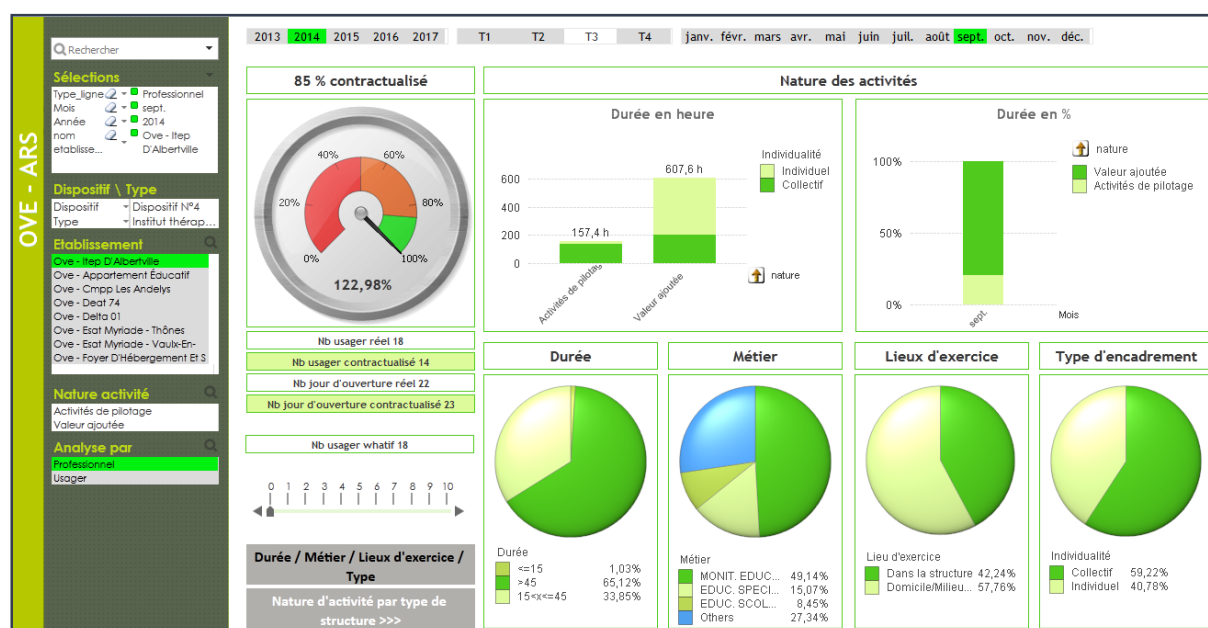 OVE - ARS
Rechercher
Sélections
Type_ligne Professionnel
Mois sept.
Année 2014
nom Ove - Itep
etablisse... D'Albertville
Dispositif \ Type
Dispositif Dispositif N°4
Type Institut thérap...
Etablissement
Ove - Itep D'Albertville
Ove - Appartement Éducatif
Ove - Cmpp Les Andelys
Ove - Deat 74
Ove - Delta 01
Ove - Esat Myriade - Thônes
Ove - Esat Myriade - Vaulx-En-
Ove - Foyer D'Hébergement Et S
Nature activité
Activités de pilotage
Valeur ajoutée
Analyse par
Professionnel
Usager
2013 2014 2015 2016 2017 T1 T2 T3 T4 janv. févr. mars avr. mai juin juil. août sept. oct. nov. déc.
85 % contractualisé
0% 20% 40% 60% 80% 100%
122,98%
Nb usager réel 18
Nb usager contractualisé 14
Nb jour d'ouverture réel 22
Nb jour d'ouverture contractualisé 23
Nb usager whatif 18
0 1 2 3 4 5 6 7 8 9 10
Durée / Métier / Lieux d'exercice /
Type
Nature d'activité par type de
structure >>>
Nature des activités
Durée en heure
Individualité
Individuel
Collectif
600
400
200
0
157,4 h
607,6 h
Activités de pilotag
Valeur ajoutée
nature
Durée en %
nature
Valeur ajoutée
Activités de pilotage
100%
50%
0%
sept.
Mois
Durée
Durée
<=15 1,03%
>45 65,12%
15<x<=45 33,85%
Métier
Métier
MONIT. EDUC... 49,14%
EDUC. SPECI... 15,07%
EDUC. SCOL... 8,45%
Others 27,34%
Lieux d'exercice
Lieu d'exercice
Dans la structure 42,24%
Domicile/Milieu... 57,76%
Type d'encadrement
Individualité
Collectif 59,22%
Individuel 40,78%